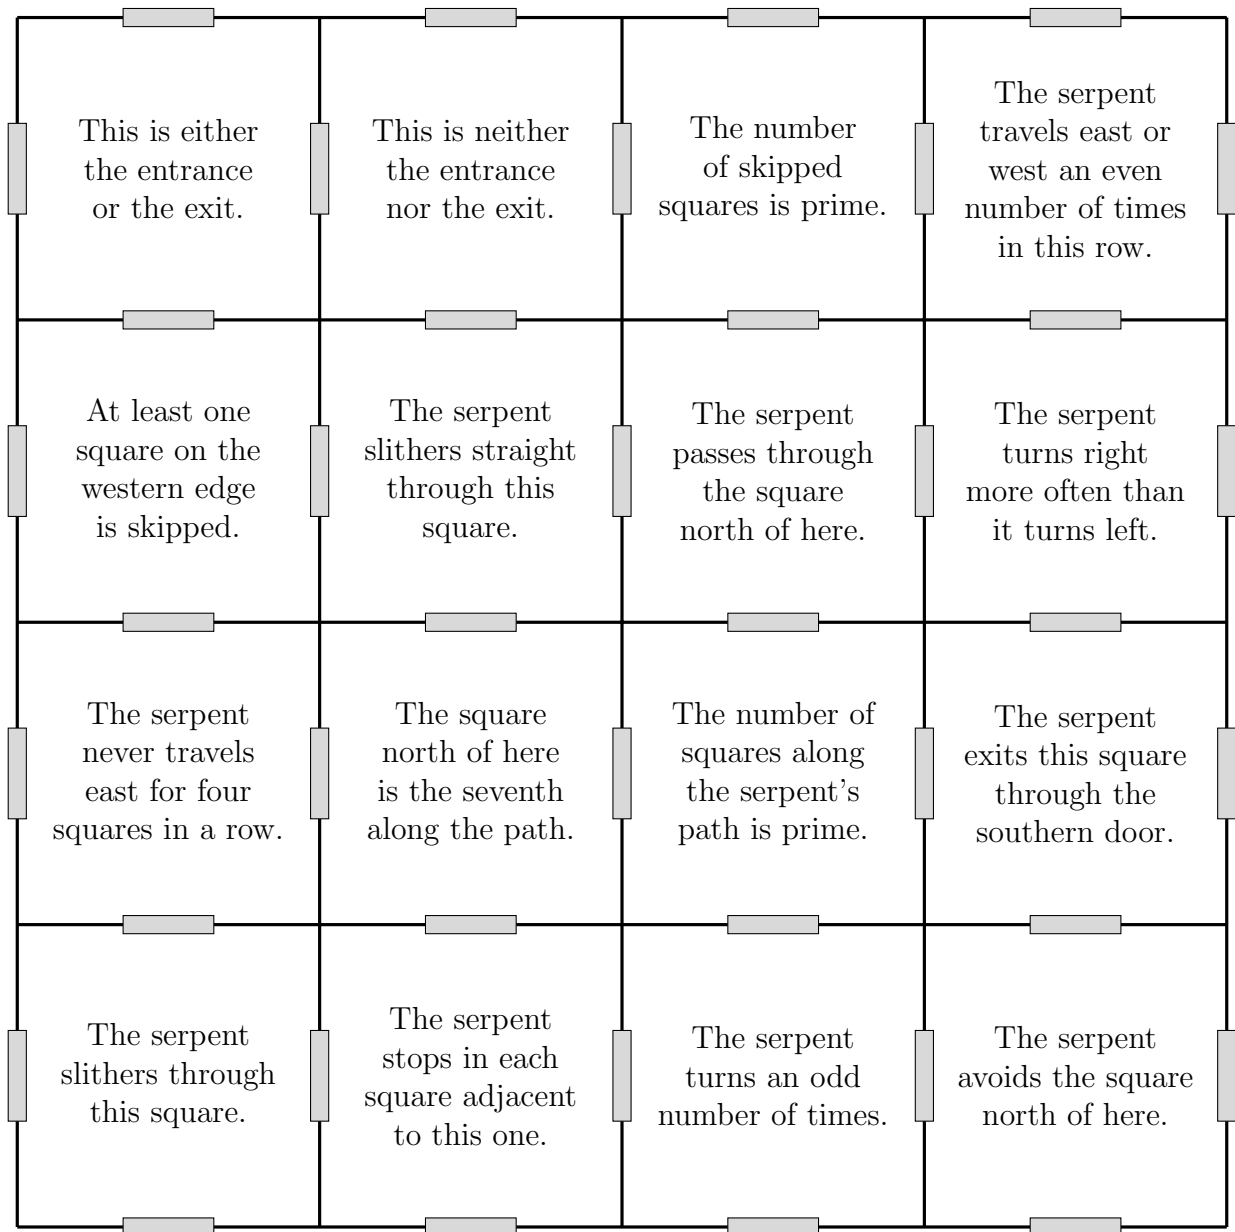 This is either
the entrance
or the exit.
This is neither
the entrance
nor the exit.
The number
of skipped
squares is prime.
The serpent
travels east or
west an even
number of times
in this row.
At least one
square on the
western edge
is skipped.
The serpent
slithers straight
through this
square.
The serpent
passes through
the square
north of here.
The serpent
turns right
more often than
it turns left.
The serpent
never travels
east for four
squares in a row.
The square
north of here
is the seventh
along the path.
The number of
squares along
the serpent's
path is prime.
The serpent
exits this square
through the
southern door.
The serpent
slithers through
this square.
The serpent
stops in each
square adjacent
to this one.
The serpent
turns an odd
number of times.
The serpent
avoids the square
north of here.